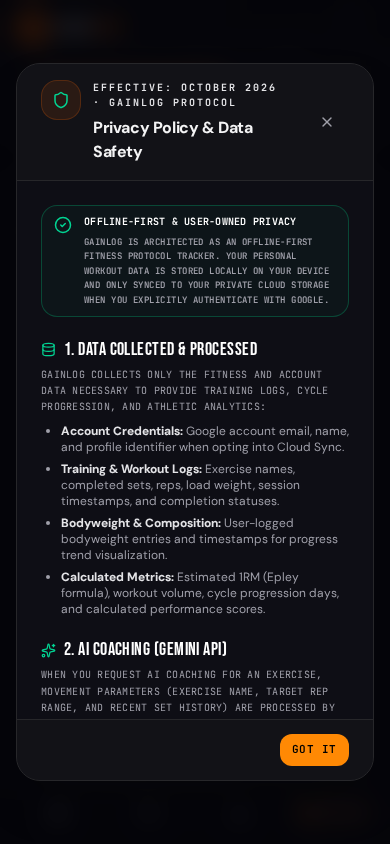 EFFECTIVE: OCTOBER 2026
· GAINLOG PROTOCOL
Privacy Policy & Data
Safety
OFFLINE-FIRST & USER-OWNED PRIVACY
GAINLOG IS ARCHITECTED AS AN OFFLINE-FIRST
FITNESS PROTOCOL TRACKER. YOUR PERSONAL
WORKOUT DATA IS STORED LOCALLY ON YOUR DEVICE
AND ONLY SYNCED TO YOUR PRIVATE CLOUD STORAGE
WHEN YOU EXPLICITLY AUTHENTICATE WITH GOOGLE.
1. DATA COLLECTED & PROCESSED
GAINLOG COLLECTS ONLY THE FITNESS AND ACCOUNT
DATA NECESSARY TO PROVIDE TRAINING LOGS, CYCLE
PROGRESSION, AND ATHLETIC ANALYTICS:
• Account Credentials: Google account email, name,
and profile identifier when opting into Cloud Sync.
• Training & Workout Logs: Exercise names,
completed sets, reps, load weight, session
timestamps, and completion statuses.
• Bodyweight & Composition: User-logged
bodyweight entries and timestamps for progress
trend visualization.
• Calculated Metrics: Estimated 1RM (Epley
formula), workout volume, cycle progression days,
and calculated performance scores.
2. AI COACHING (GEMINI API)
WHEN YOU REQUEST AI COACHING FOR AN EXERCISE,
MOVEMENT PARAMETERS (EXERCISE NAME, TARGET REP
RANGE, AND RECENT SET HISTORY) ARE PROCESSED BY
GOT IT